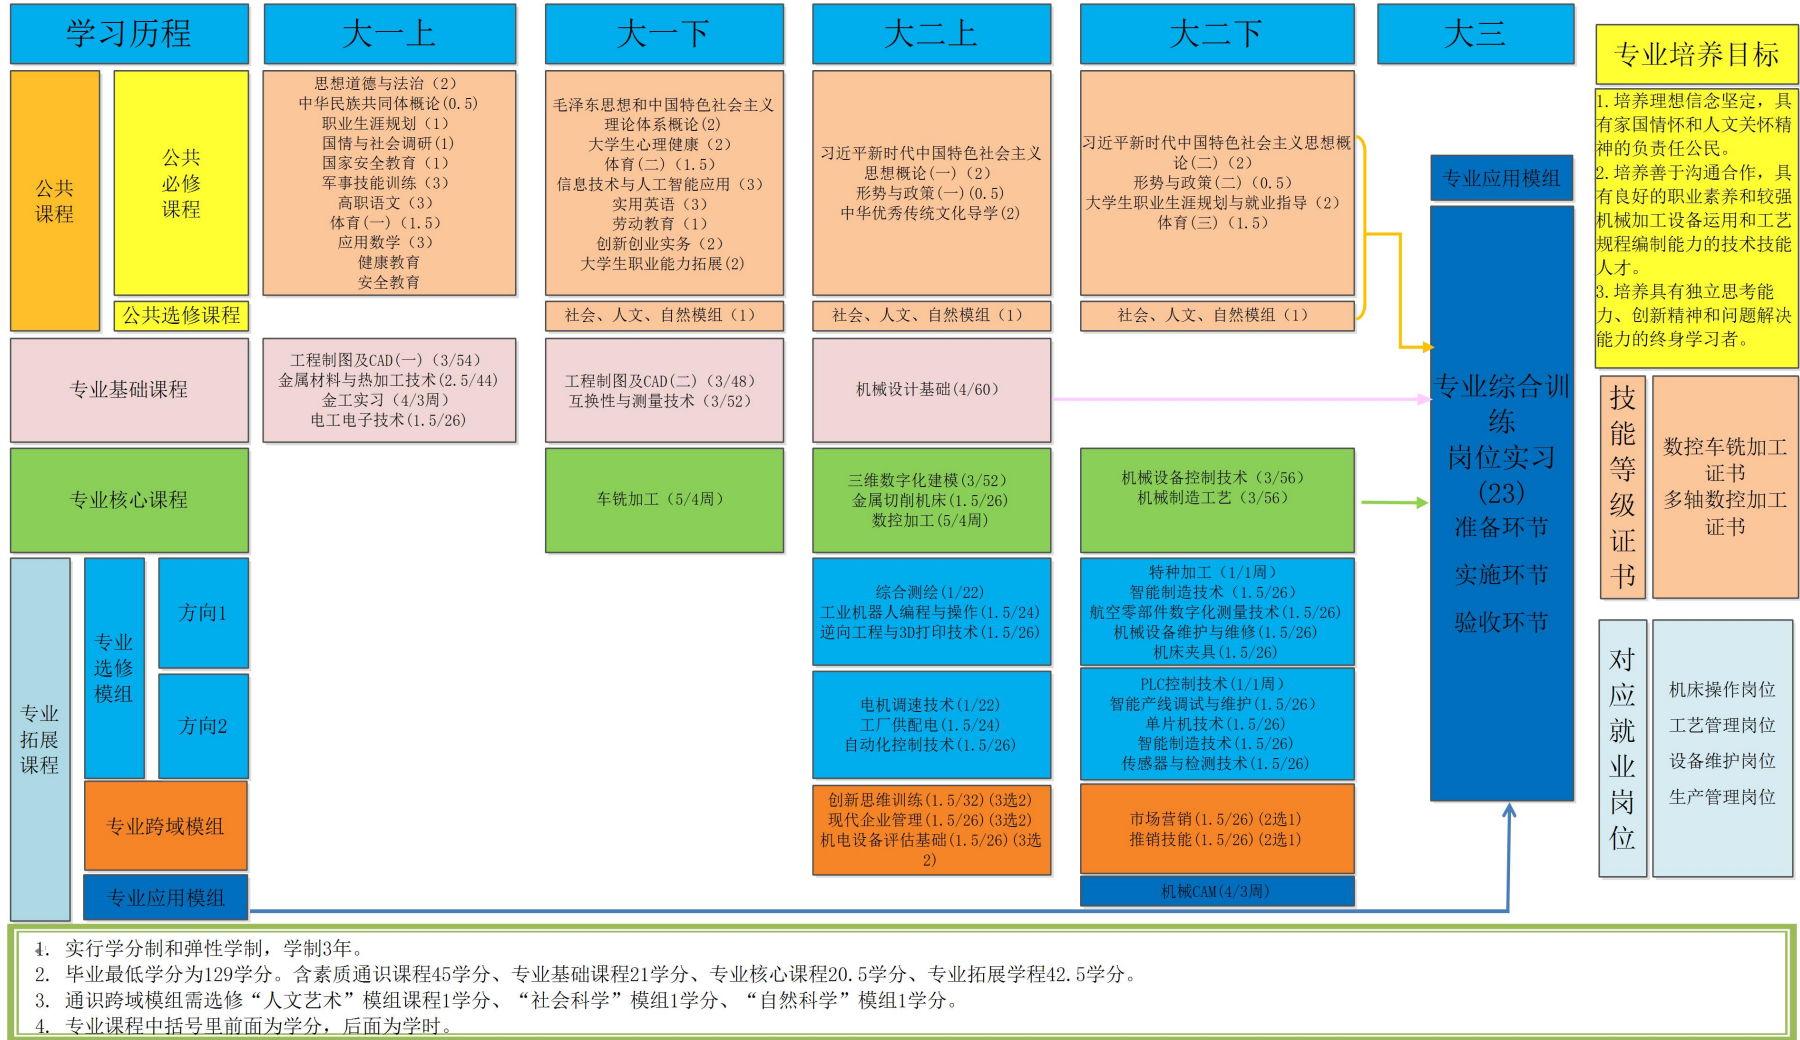 学习历程
大一上
大一下
大二上
大二下
大三
专业培养目标
公共
课程
公共
必修
课程
思想道德与法治（2）
中华民族共同体概论(0.5)
职业生涯规划（1）
国情与社会调研(1)
国家安全教育（1）
军事技能训练（3）
高职语文（3）
体育(一)（1.5）
应用数学（3）
健康教育
安全教育
毛泽东思想和中国特色社会主义
理论体系概论(2)
大学生心理健康（2）
体育(二)（1.5）
信息技术与人工智能应用（3）
实用英语（3）
劳动教育（1）
创新创业实务（2）
大学生职业能力拓展(2)
习近平新时代中国特色社会主义
思想概论(一)（2）
形势与政策(一)(0.5)
中华优秀传统文化导学(2)
习近平新时代中国特色社会主义思想概
论(二)（2）
形势与政策(二)（0.5）
大学生职业生涯规划与就业指导（2）
体育(三)（1.5）
公共选修课程
社会、人文、自然模组（1）
社会、人文、自然模组（1）
社会、人文、自然模组（1）
专业基础课程
工程制图及CAD(一)（3/54）
金属材料与热加工技术(2.5/44)
金工实习（4/3周）
电工电子技术(1.5/26)
工程制图及CAD(二)（3/48）
互换性与测量技术（3/52）
机械设计基础(4/60)
专业核心课程
车铣加工（5/4周）
三维数字化建模(3/52)
金属切削机床(1.5/26)
数控加工(5/4周)
机械设备控制技术（3/56）
机械制造工艺（3/56）
专业
拓展
课程
专业
选修
模组
方向1
综合测绘(1/22)
工业机器人编程与操作(1.5/24)
逆向工程与3D打印技术(1.5/26)
特种加工（1/1周）
智能制造技术（1.5/26）
航空零部件数字化测量技术(1.5/26)
机械设备维护与维修(1.5/26)
机床夹具(1.5/26)
方向2
电机调速技术(1/22)
工厂供配电(1.5/24)
自动化控制技术(1.5/26)
PLC控制技术(1/1周)
智能产线调试与维护(1.5/26）
单片机技术(1.5/26)
智能制造技术(1.5/26)
传感器与检测技术(1.5/26)
专业跨域模组
创新思维训练(1.5/32)(3选2)
现代企业管理(1.5/26)(3选2)
机电设备评估基础(1.5/26)(3选
2)
市场营销(1.5/26)(2选1)
推销技能(1.5/26)(2选1)
专业应用模组
机械CAM(4/3周)
专业应用模组
专业综合训
练
岗位实习
(23)
准备环节
实施环节
验收环节
1.培养理想信念坚定，具
有家国情怀和人文关怀精
神的负责任公民。
2.培养善于沟通合作，具
有良好的职业素养和较强
机械加工设备运用和工艺
规程编制能力的技术技能
人才。
3.培养具有独立思考能
力、创新精神和问题解决
能力的终身学习者。
技能等级证书
数控车铣加工
证书
多轴数控加工
证书
对应就业岗位
机床操作岗位
工艺管理岗位
设备维护岗位
生产管理岗位
1. 实行学分制和弹性学制，学制3年。
2. 毕业最低学分为129学分。含素质通识课程45学分、专业基础课程21学分、专业核心课程20.5学分、专业拓展学程42.5学分。
3. 通识跨域模组需选修“人文艺术”模组课程1学分、“社会科学”模组1学分、“自然科学”模组1学分。
4. 专业课程中括号里前面为学分，后面为学时。